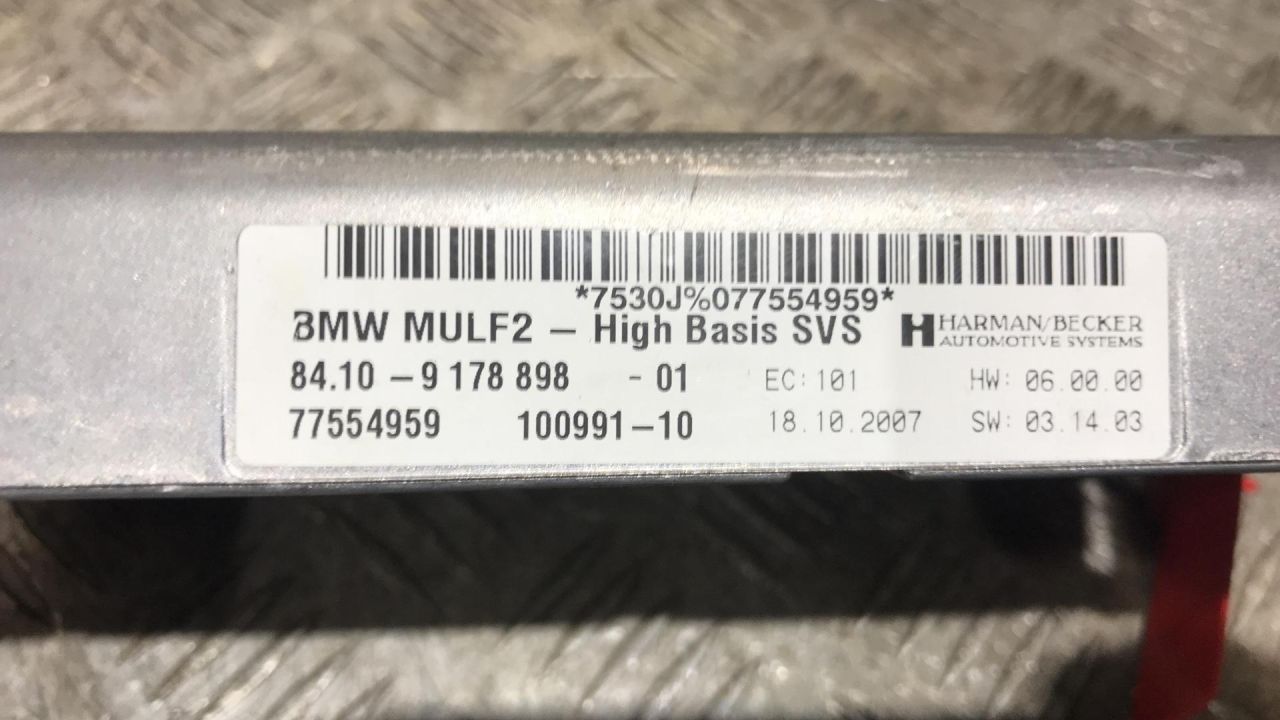 *7530J%077554959*
BMW MULF2 – High Basis SVS
HARMAN/BECKER
AUTOMOTIVE SYSTEMS
84.10 –9 178 898 - 01 EC: 101 HW: 06.00.00
77554959 100991–10 18.10.2007 SW: 03.14.03